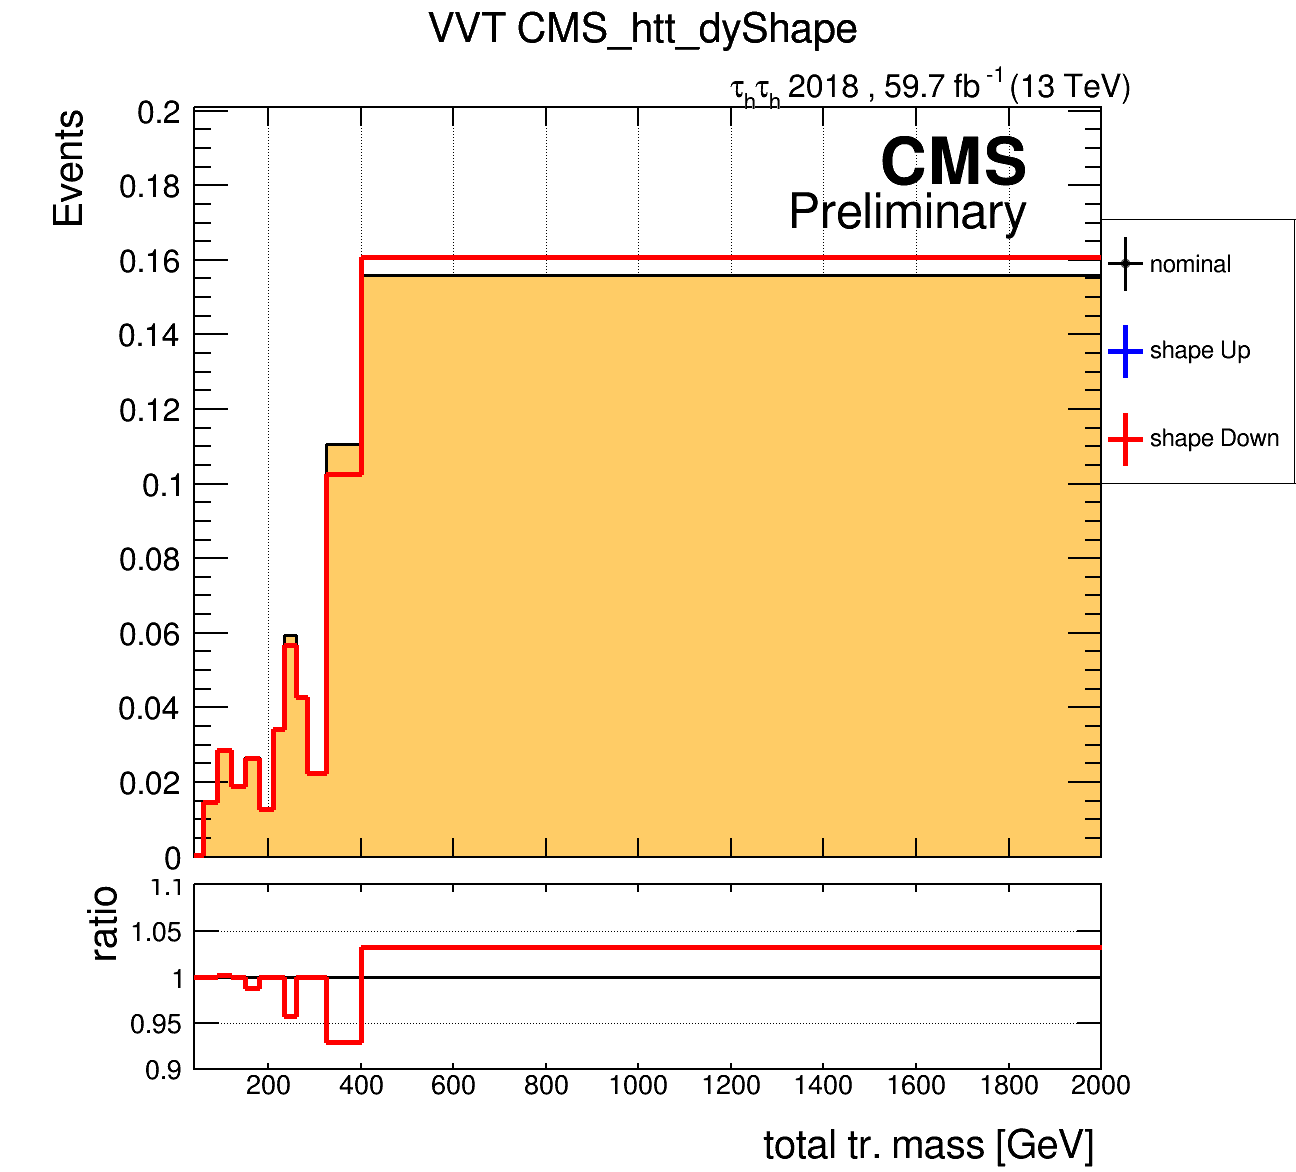 VVT CMS_htt_dyShape
τhτh 2018 , 59.7 fb-1 (13 TeV)
Events
CMS
Preliminary
0.2
0.18
0.16
0.14
0.12
0.1
0.08
0.06
0.04
0.02
0
nominal
shape Up
shape Down
ratio
1.1
1.05
1
0.95
0.9
200 400 600 800 1000 1200 1400 1600 1800 2000
total tr. mass [GeV]